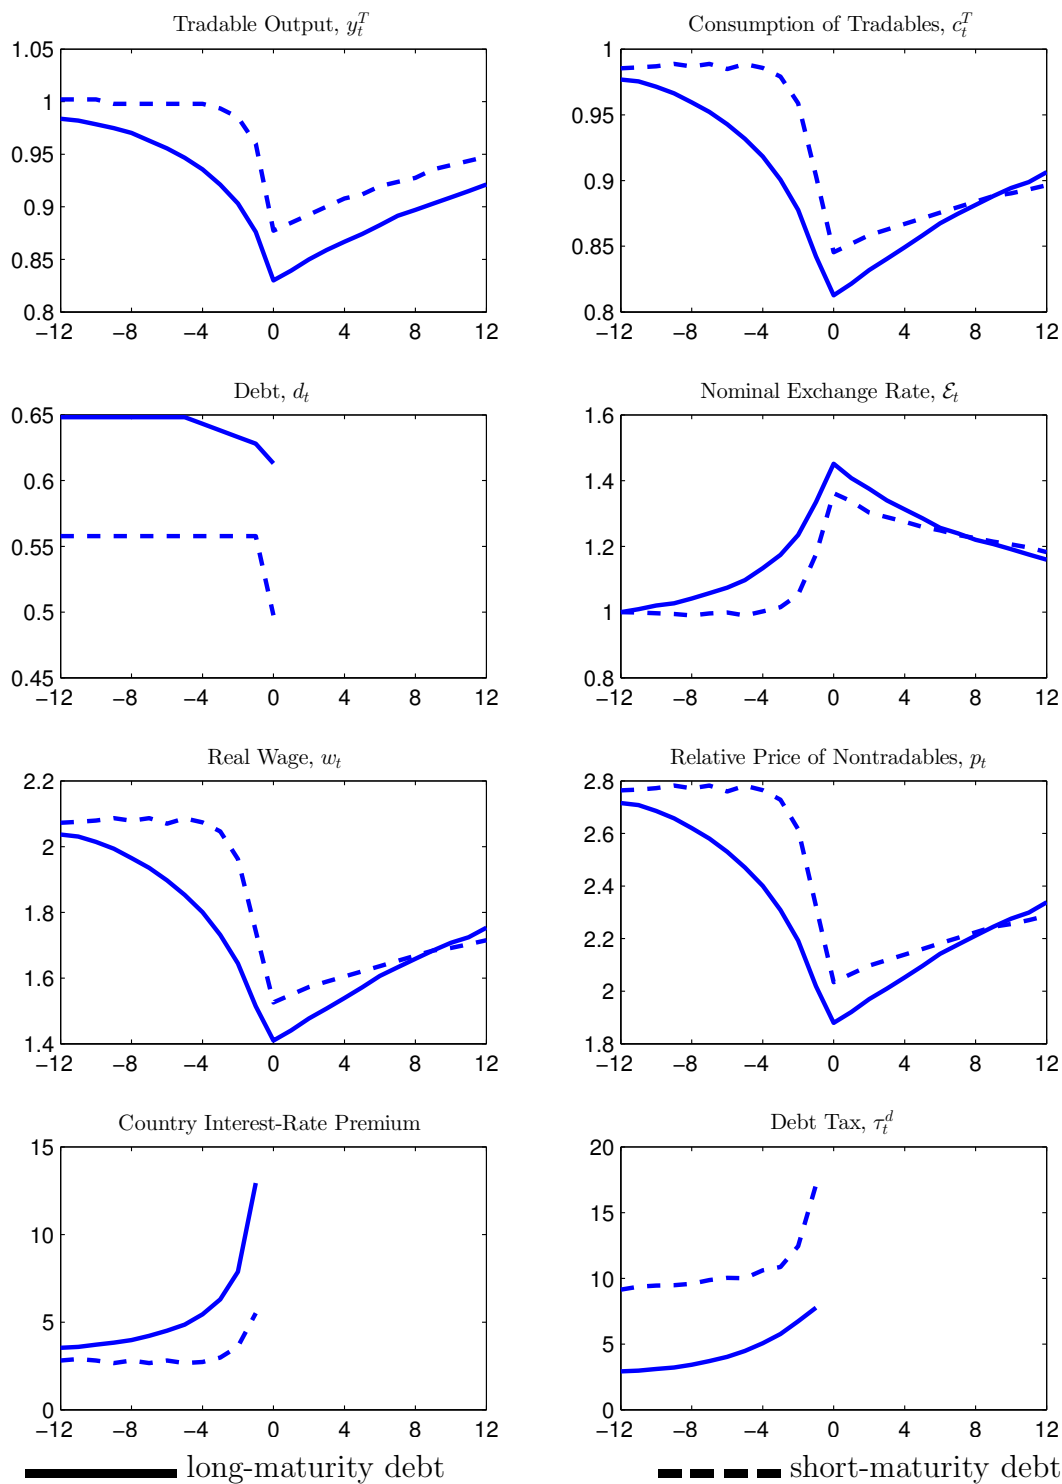 Tradable Output, y_t^T
Consumption of Tradables, c_t^T
1.05
1
0.95
0.9
0.85
0.8
−12 −8 −4 0 4 8 12
1
0.95
0.9
0.85
0.8
−12 −8 −4 0 4 8 12
Debt, d_t
Nominal Exchange Rate, ℰ_t
0.65
0.6
0.55
0.5
0.45
−12 −8 −4 0 4 8 12
1.6
1.4
1.2
1
0.8
−12 −8 −4 0 4 8 12
Real Wage, w_t
Relative Price of Nontradables, p_t
2.2
2
1.8
1.6
1.4
−12 −8 −4 0 4 8 12
2.8
2.6
2.4
2.2
2
1.8
−12 −8 −4 0 4 8 12
Country Interest-Rate Premium
Debt Tax, τ_t^d
15
10
5
0
−12 −8 −4 0 4 8 12
20
15
10
5
0
−12 −8 −4 0 4 8 12
long-maturity debt
short-maturity debt